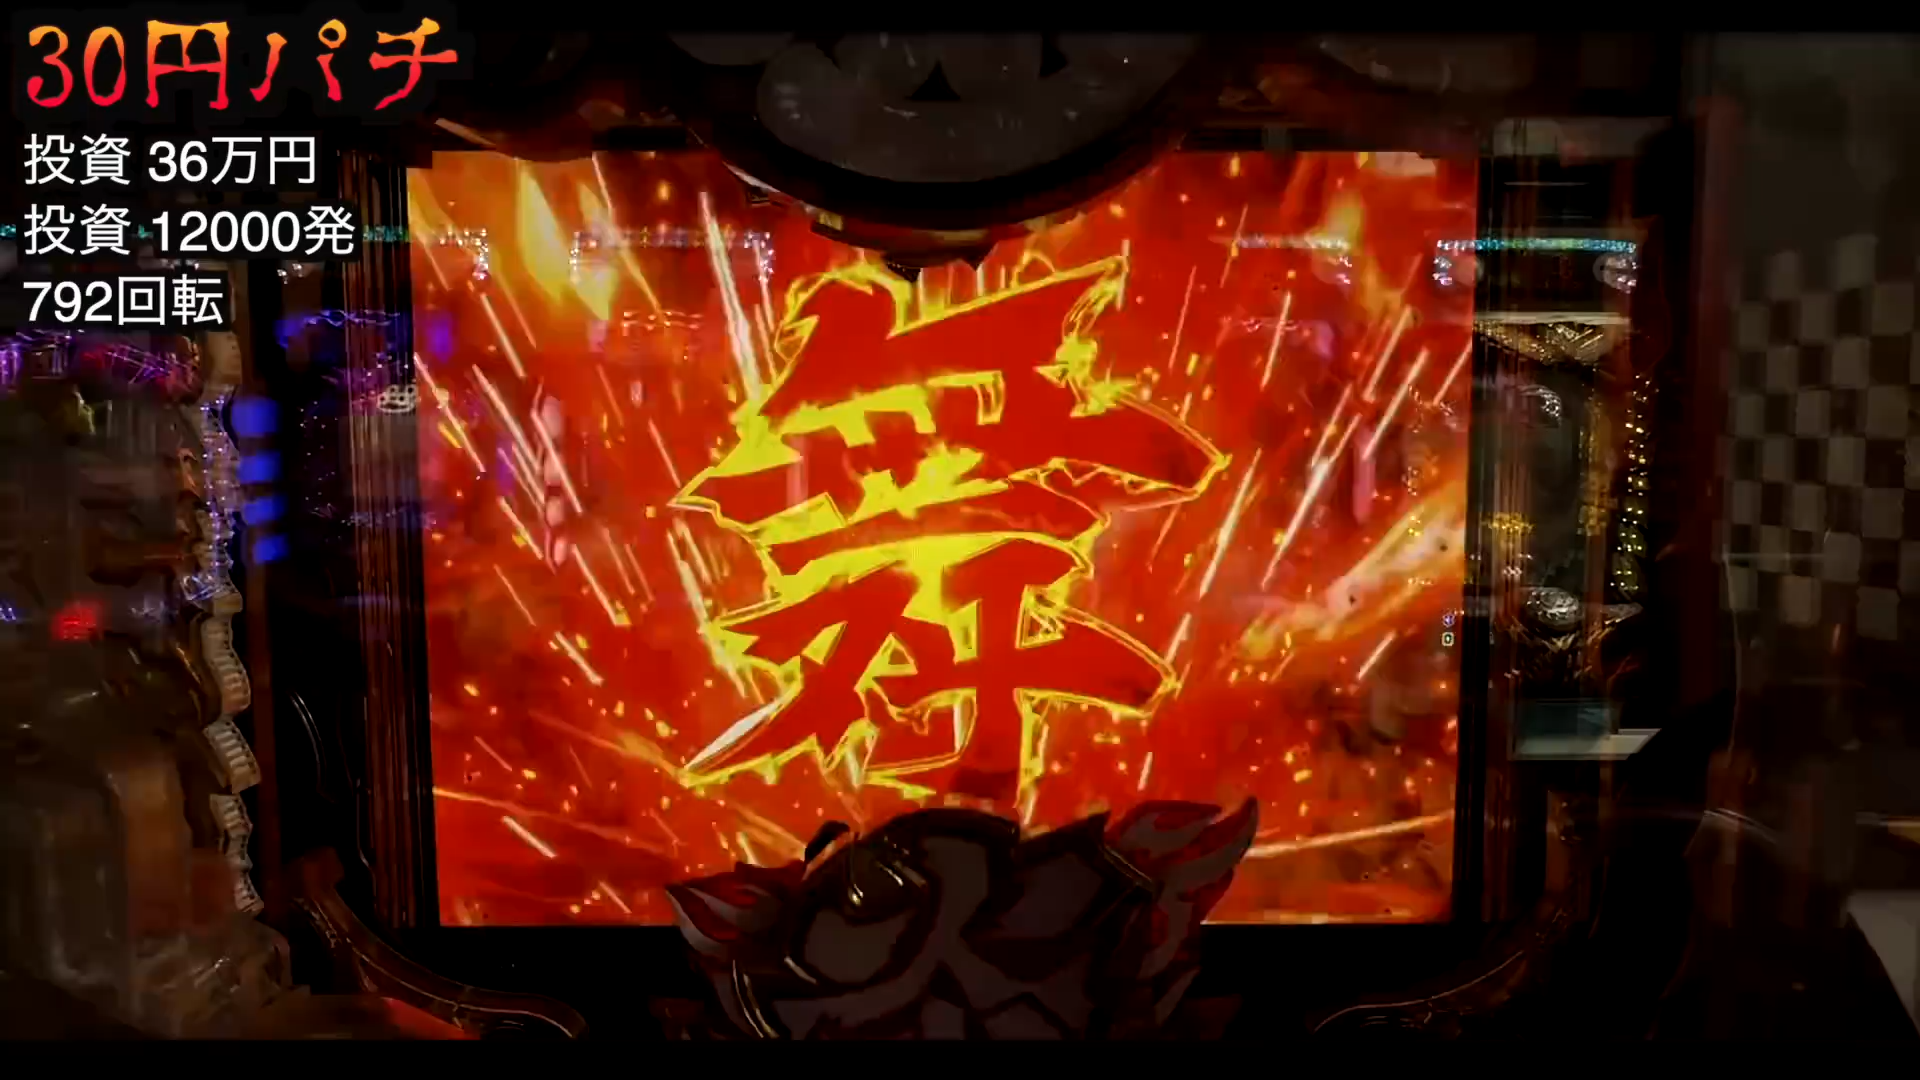 30円パチ
投資 36万円
投資 12000発
792回転
舞